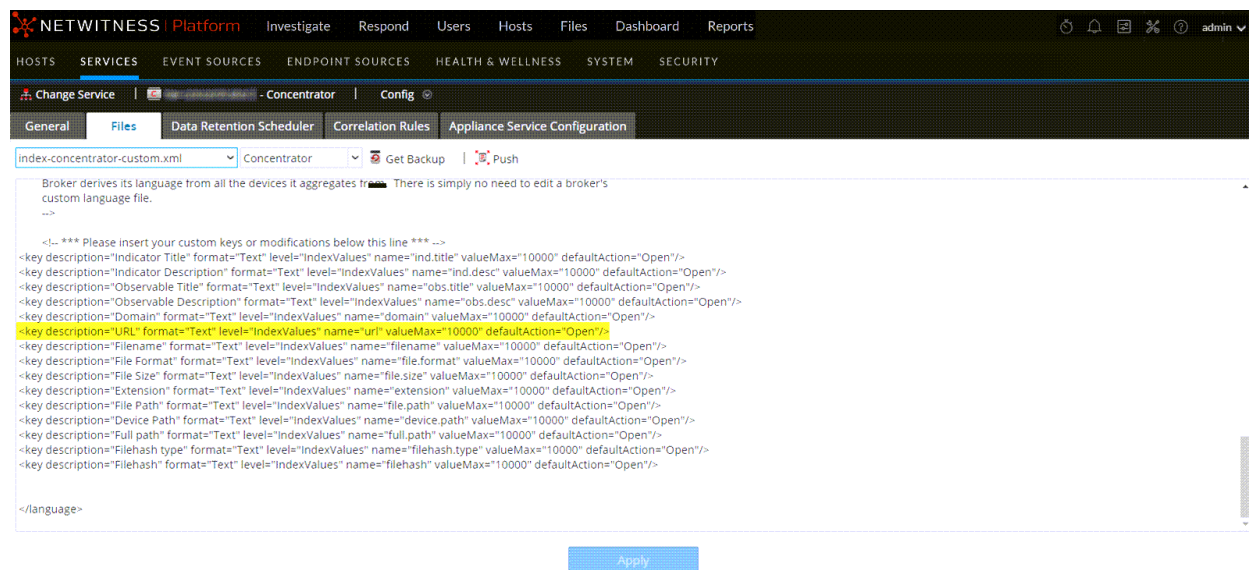 NETWITNESS Platform Investigate Respond Users Hosts Files Dashboard Reports admin
HOSTS SERVICES EVENT SOURCES ENDPOINT SOURCES HEALTH & WELLNESS SYSTEM SECURITY
Change Service | - Concentrator | Config
General Files Data Retention Scheduler Correlation Rules Appliance Service Configuration
index-concentrator-custom.xml Concentrator Get Backup | Push
Broker derives its language from all the devices it aggregates There is simply no need to edit a broker's
custom language file.
-->
<!-- *** Please insert your custom keys or modifications below this line *** -->
<key description="Indicator Title" format="Text" level="IndexValues" name="ind.title" valueMax="10000" defaultAction="Open"/>
<key description="Indicator Description" format="Text" level="IndexValues" name="ind.desc" valueMax="10000" defaultAction="Open"/>
<key description="Observable Title" format="Text" level="IndexValues" name="obs.title" valueMax="10000" defaultAction="Open"/>
<key description="Observable Description" format="Text" level="IndexValues" name="obs.desc" valueMax="10000" defaultAction="Open"/>
<key description="Domain" format="Text" level="IndexValues" name="domain" valueMax="10000" defaultAction="Open"/>
<key description="URL" format="Text" level="IndexValues" name="url" valueMax="10000" defaultAction="Open"/>
<key description="Filename" format="Text" level="IndexValues" name="filename" valueMax="10000" defaultAction="Open"/>
<key description="File Format" format="Text" level="IndexValues" name="file.format" valueMax="10000" defaultAction="Open"/>
<key description="File Size" format="Text" level="IndexValues" name="file.size" valueMax="10000" defaultAction="Open"/>
<key description="Extension" format="Text" level="IndexValues" name="extension" valueMax="10000" defaultAction="Open"/>
<key description="File Path" format="Text" level="IndexValues" name="file.path" valueMax="10000" defaultAction="Open"/>
<key description="Device Path" format="Text" level="IndexValues" name="device.path" valueMax="10000" defaultAction="Open"/>
<key description="Full path" format="Text" level="IndexValues" name="full.path" valueMax="10000" defaultAction="Open"/>
<key description="Filehash type" format="Text" level="IndexValues" name="filehash.type" valueMax="10000" defaultAction="Open"/>
<key description="Filehash" format="Text" level="IndexValues" name="filehash" valueMax="10000" defaultAction="Open"/>
</language>
Apply